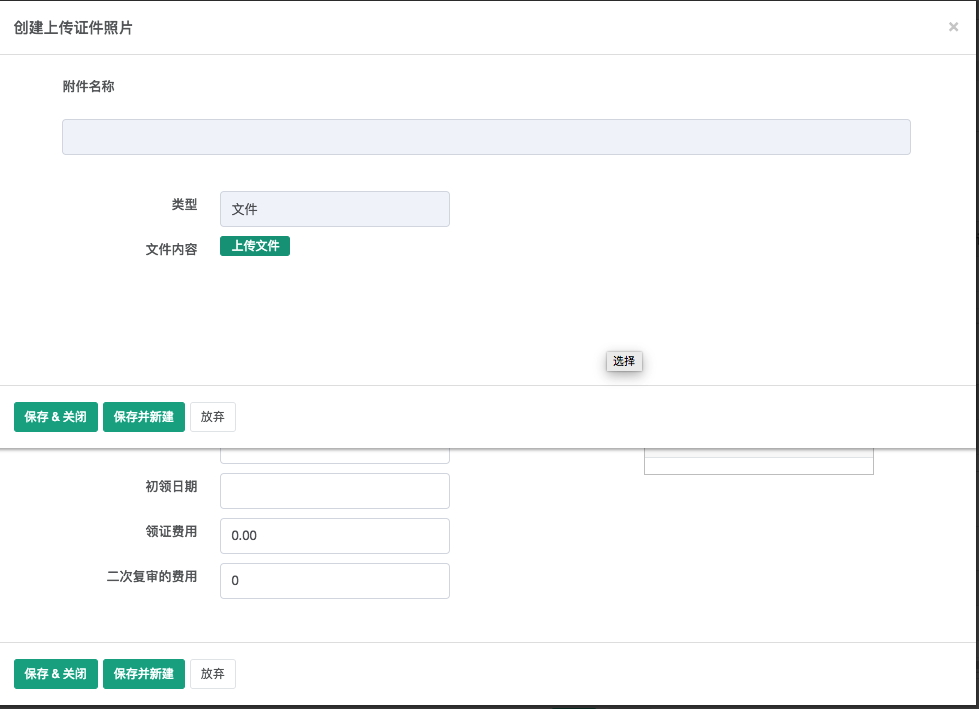 创建上传证件照片
×
附件名称
类型 文件
文件内容 上传文件
选择
保存 & 关闭 保存并新建 放弃
初领日期
领证费用 0.00
二次复审的费用 0
保存 & 关闭 保存并新建 放弃